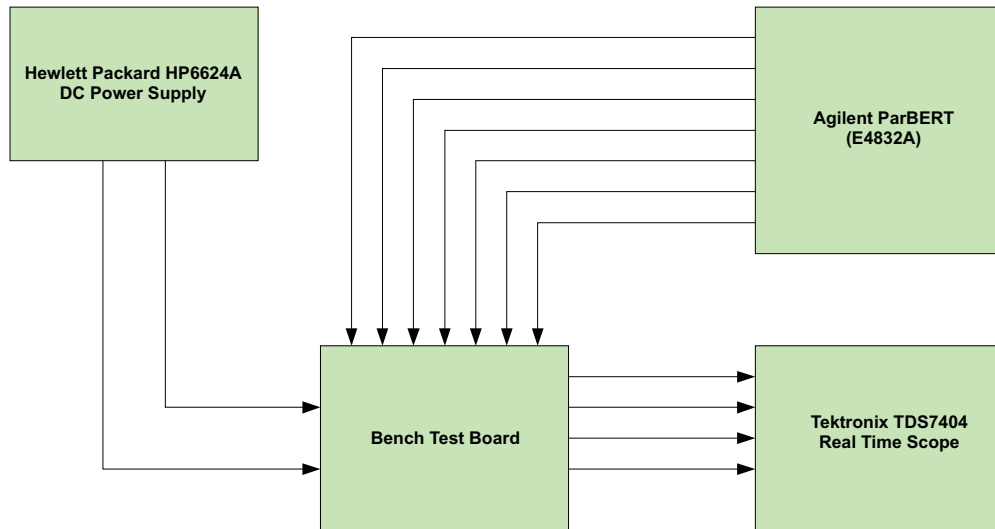 Hewlett Packard HP6624A
DC Power Supply
Agilent ParBERT
(E4832A)
Bench Test Board
Tektronix TDS7404
Real Time Scope